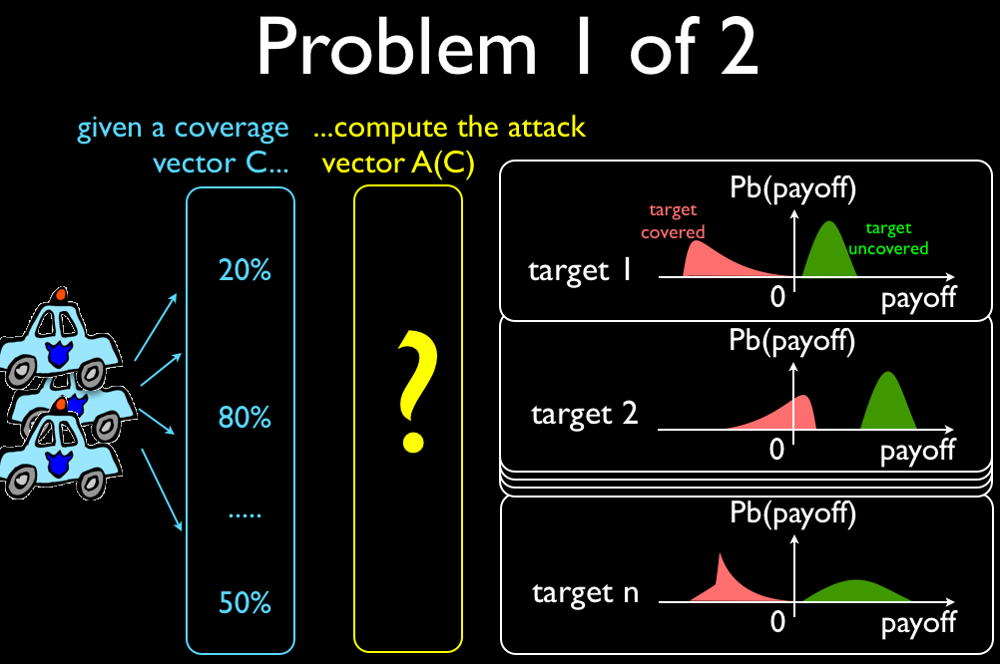 Problem 1 of 2
given a coverage
vector C...
...compute the attack
vector A(C)
20%
80%
.....
50%
?
Pb(payoff)
target
covered
target
uncovered
target 1
0
payoff
Pb(payoff)
target 2
0
payoff
Pb(payoff)
target n
0
payoff